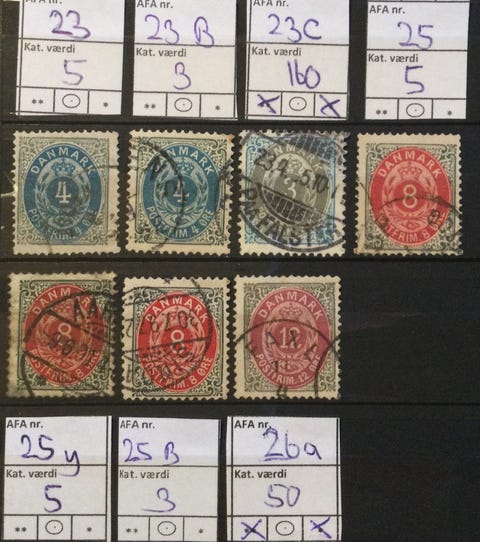 AFA nr.
23
Kat. værdi
5
** ⊙ *
AFA nr.
23 B
Kat. værdi
3
** ⊙ *
AFA nr.
23C
Kat. værdi
160
X ⊙ X
AFA nr.
25
Kat. værdi
5
** ⊙ *
DANMARK
4
POSTFRIM. 4 ØRE
DANMARK
4
POSTFRIM. 4 ØRE
DANMARK
3
DANMARK
8
POSTFRIM. 8 ØRE
DANMARK
8
POSTFRIM. 8 ØRE
DANMARK
8
POSTFRIM. 8 ØRE
DANMARK
12
POSTFRIM. 12 ØRE
AFA nr.
25 y
Kat. værdi
5
** ⊙ *
AFA nr.
25 B
Kat. værdi
3
** ⊙ *
AFA nr.
26a
Kat. værdi
50
X ⊙ X